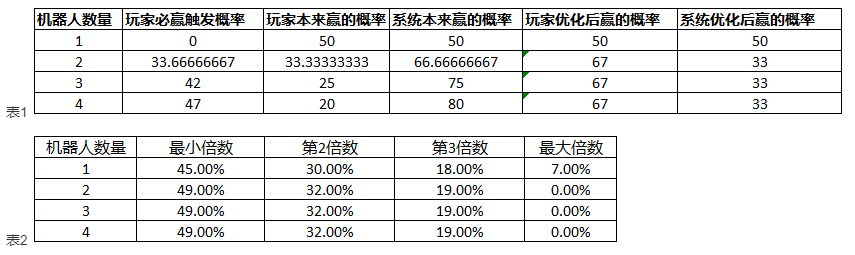 机器人数量 玩家必赢触发概率 玩家本来赢的概率 系统本来赢的概率 玩家优化后赢的概率 系统优化后赢的概率
1 0 50 50 50 50
2 33.66666667 33.33333333 66.66666667 67 33
3 42 25 75 67 33
4 47 20 80 67 33
表1
机器人数量 最小倍数 第2倍数 第3倍数 最大倍数
1 45.00% 30.00% 18.00% 7.00%
2 49.00% 32.00% 19.00% 0.00%
3 49.00% 32.00% 19.00% 0.00%
4 49.00% 32.00% 19.00% 0.00%
表2